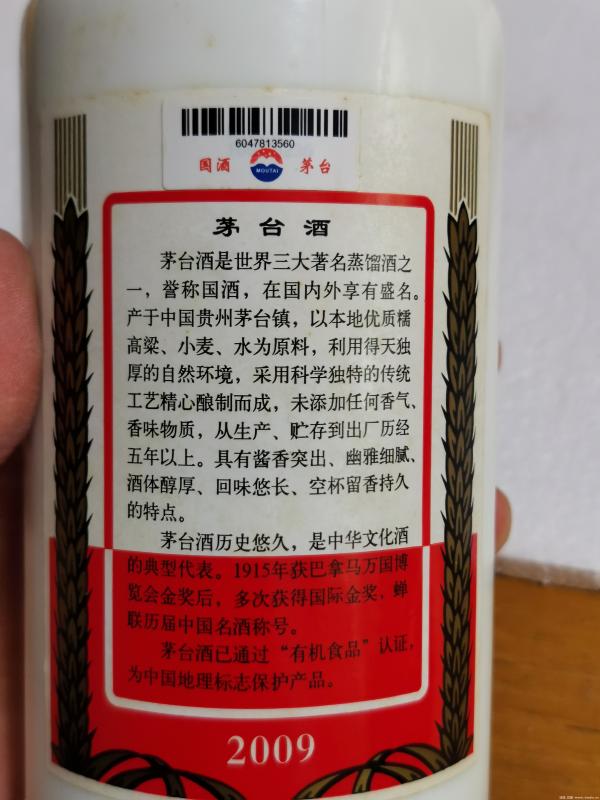 6047813560
国酒 MOUTAI 茅台
茅台酒
茅台酒是世界三大著名蒸馏酒之
一，誉称国酒，在国内外享有盛名。
产于中国贵州茅台镇，以本地优质糯
高粱、小麦、水为原料，利用得天独
厚的自然环境，采用科学独特的传统
工艺精心酿制而成，未添加任何香气、
香味物质，从生产、贮存到出厂历经
五年以上。具有酱香突出、幽雅细腻、
酒体醇厚、回味悠长、空杯留香持久
的特点。
茅台酒历史悠久，是中华文化酒
的典型代表。1915年获巴拿马万国博
览会金奖后，多次获得国际金奖，蝉
联历届中国名酒称号。
茅台酒已通过“有机食品”认证，
为中国地理标志保护产品。
2009